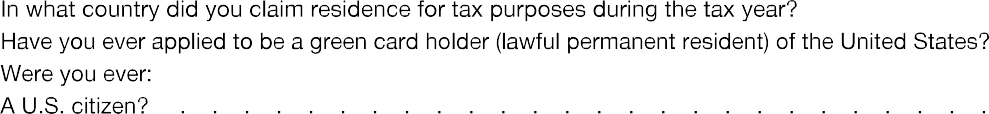 In what country did you claim residence for tax purposes during the tax year?
Have you ever applied to be a green card holder (lawful permanent resident) of the United States?
Were you ever:
A U.S. citizen? . . . . . . . . . . . . . . . . . . . . . . . . . .